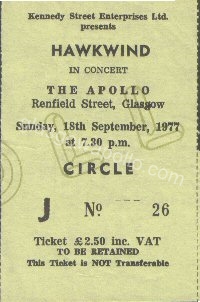 Kennedy Street Enterprises Ltd.
presents
HAWKWIND
IN CONCERT
THE APOLLO
Renfield Street, Glasgow
Sunday, 18th September, 1977
at 7.30 p.m.
CIRCLE
J No 26
Ticket £2.50 inc. VAT
TO BE RETAINED
This Ticket is NOT Transferable